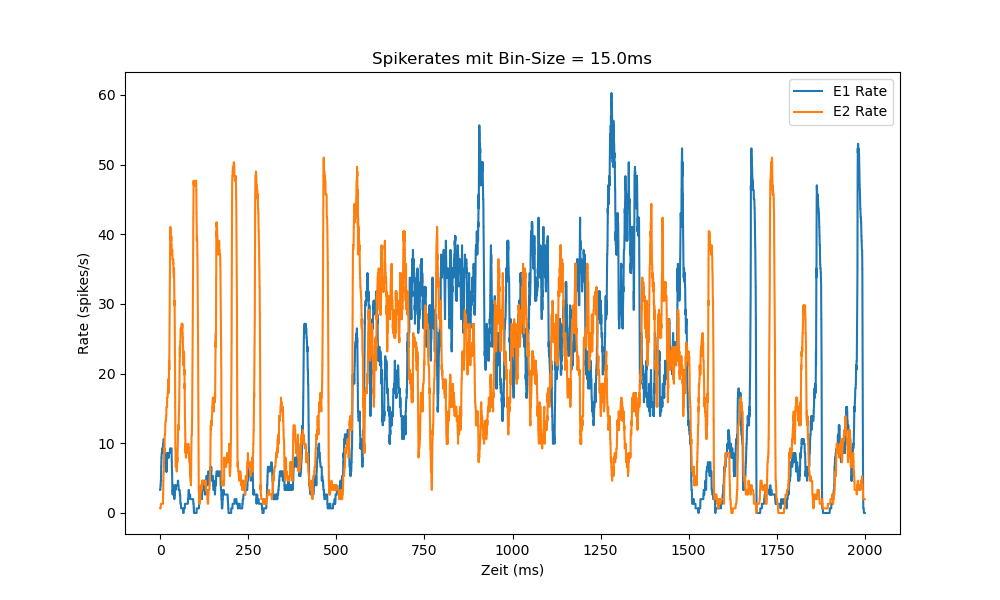 Spikerates mit Bin-Size = 15.0ms
E1 Rate
E2 Rate
60
50
40
30
20
10
0
Rate (spikes/s)
0 250 500 750 1000 1250 1500 1750 2000
Zeit (ms)